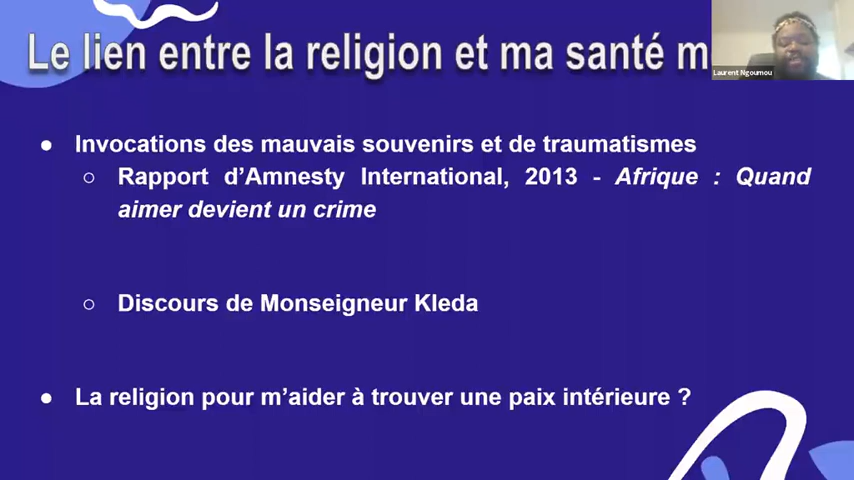 Le lien entre la religion et ma santé m
Laurent Ngoumou
● Invocations des mauvais souvenirs et de traumatismes
○ Rapport d'Amnesty International, 2013 - Afrique : Quand
aimer devient un crime
○ Discours de Monseigneur Kleda
● La religion pour m'aider à trouver une paix intérieure ?